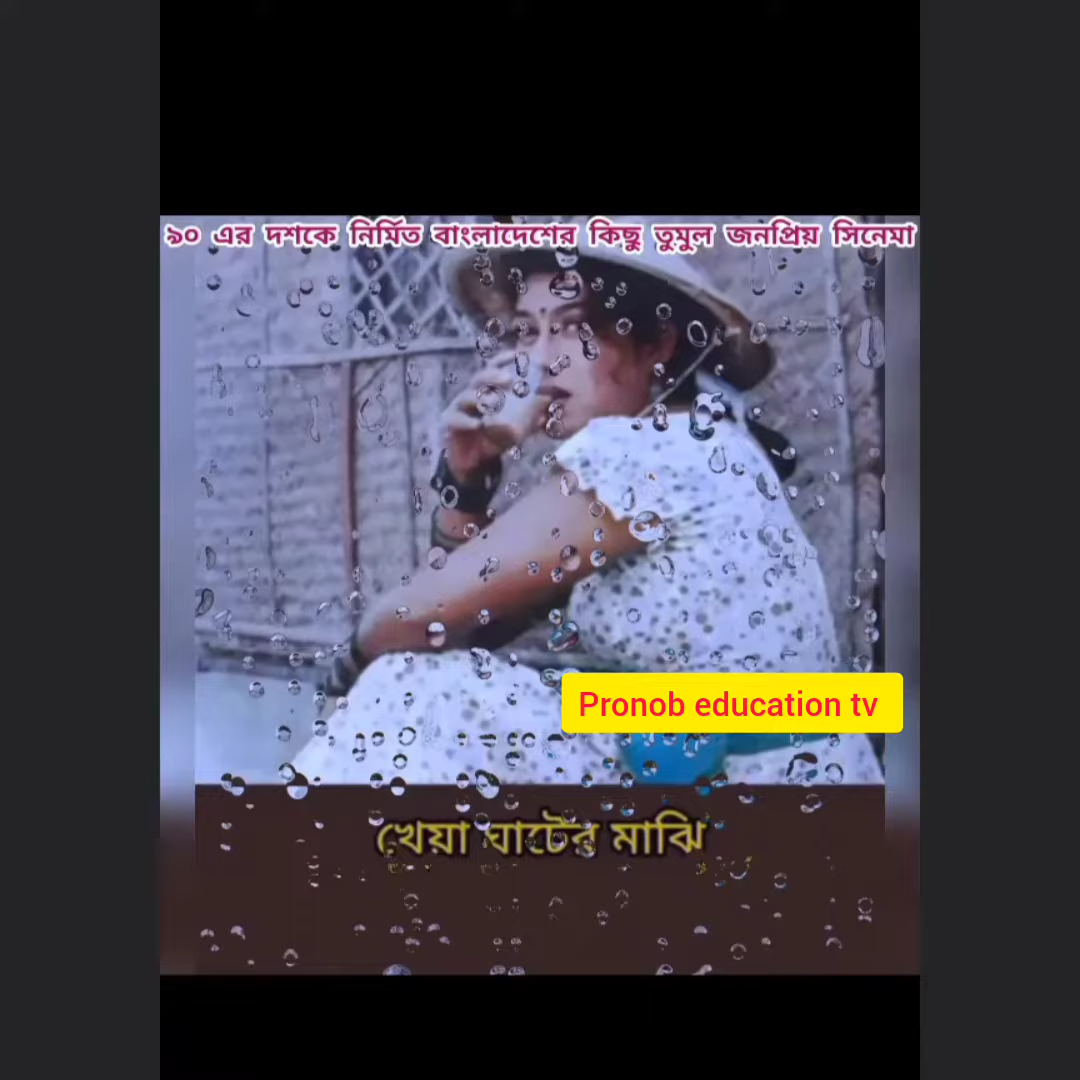 ৯০ এর দশকে নির্মিত বাংলাদেশের কিছু তুমুল জনপ্রিয় সিনেমা
Pronob education tv
খেয়া ঘাটের মাঝি